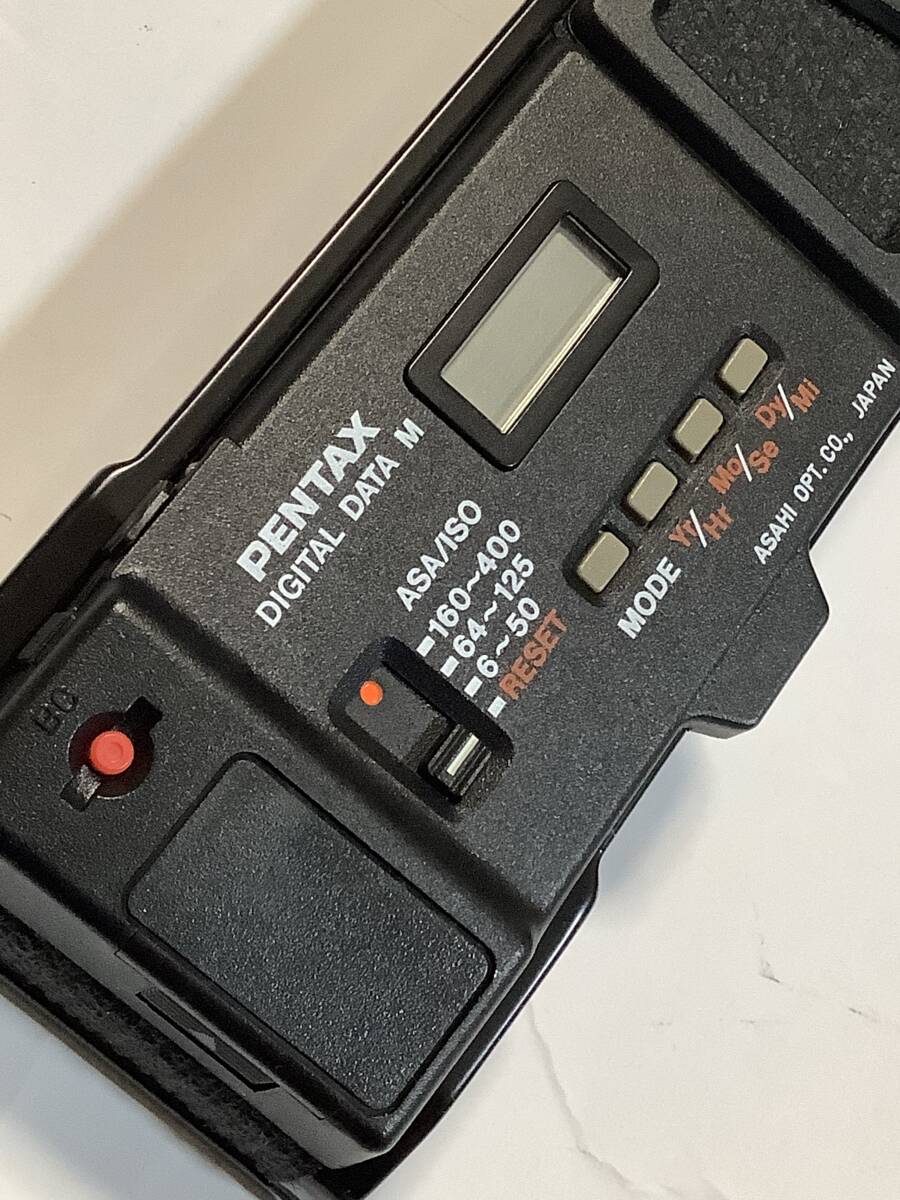 PENTAX
DIGITAL DATA M
ASA/ISO
160~400
64~125
6~50
RESET
MODE Yr/Hr Mo/Se Dy/Mi
ASAHI OPT. CO., JAPAN
BC